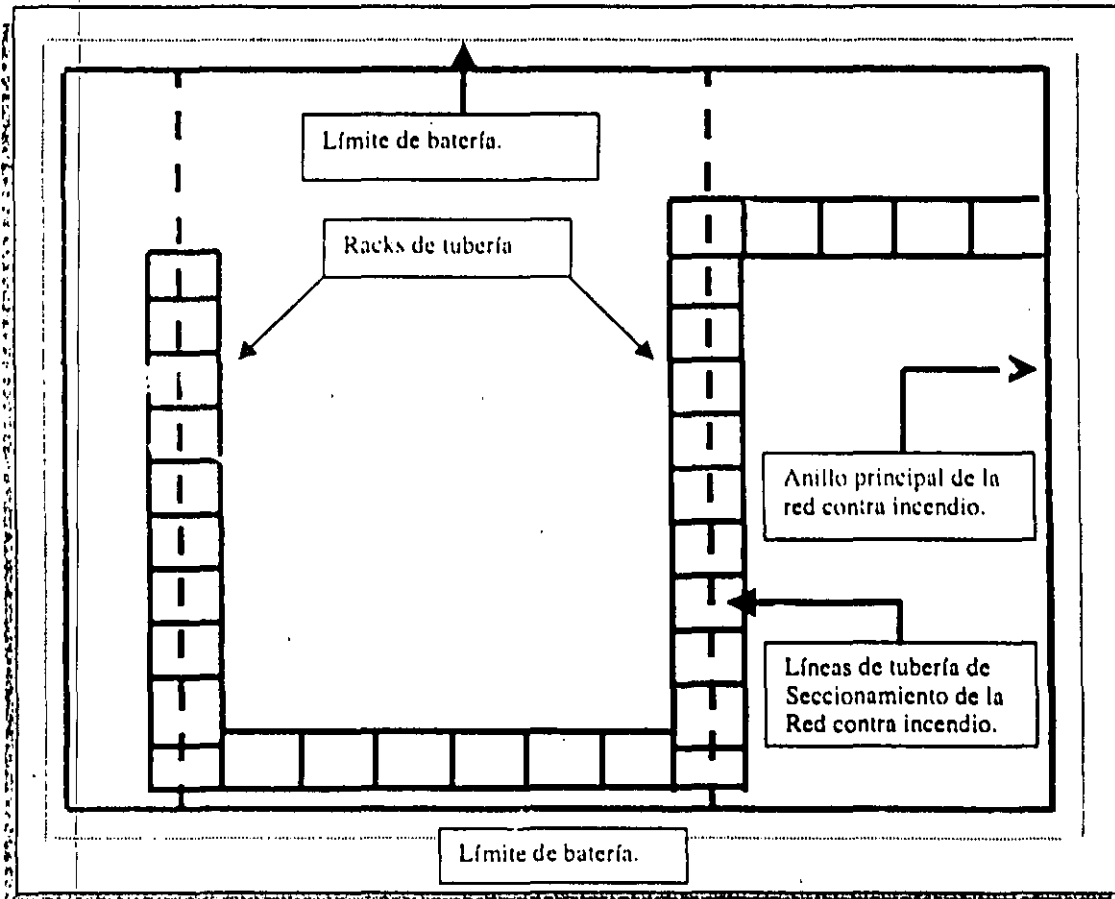 Límite de batería.
Racks de tubería
Anillo principal de la
red contra incendio.
Líneas de tubería de
Seccionamiento de la
Red contra incendio.
Límite de batería.